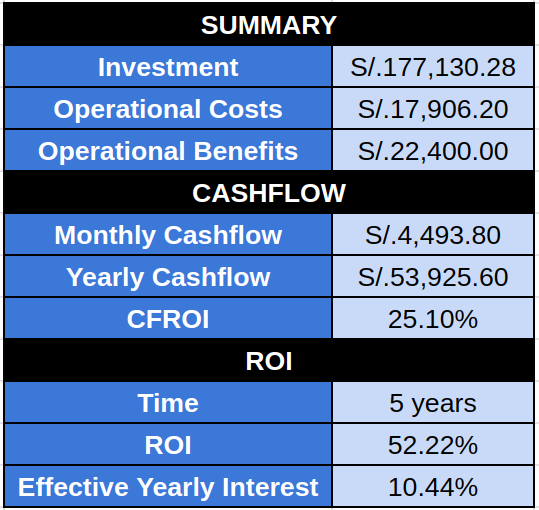 SUMMARY
Investment S/.177,130.28
Operational Costs S/.17,906.20
Operational Benefits S/.22,400.00
CASHFLOW
Monthly Cashflow S/.4,493.80
Yearly Cashflow S/.53,925.60
CFROI 25.10%
ROI
Time 5 years
ROI 52.22%
Effective Yearly Interest 10.44%